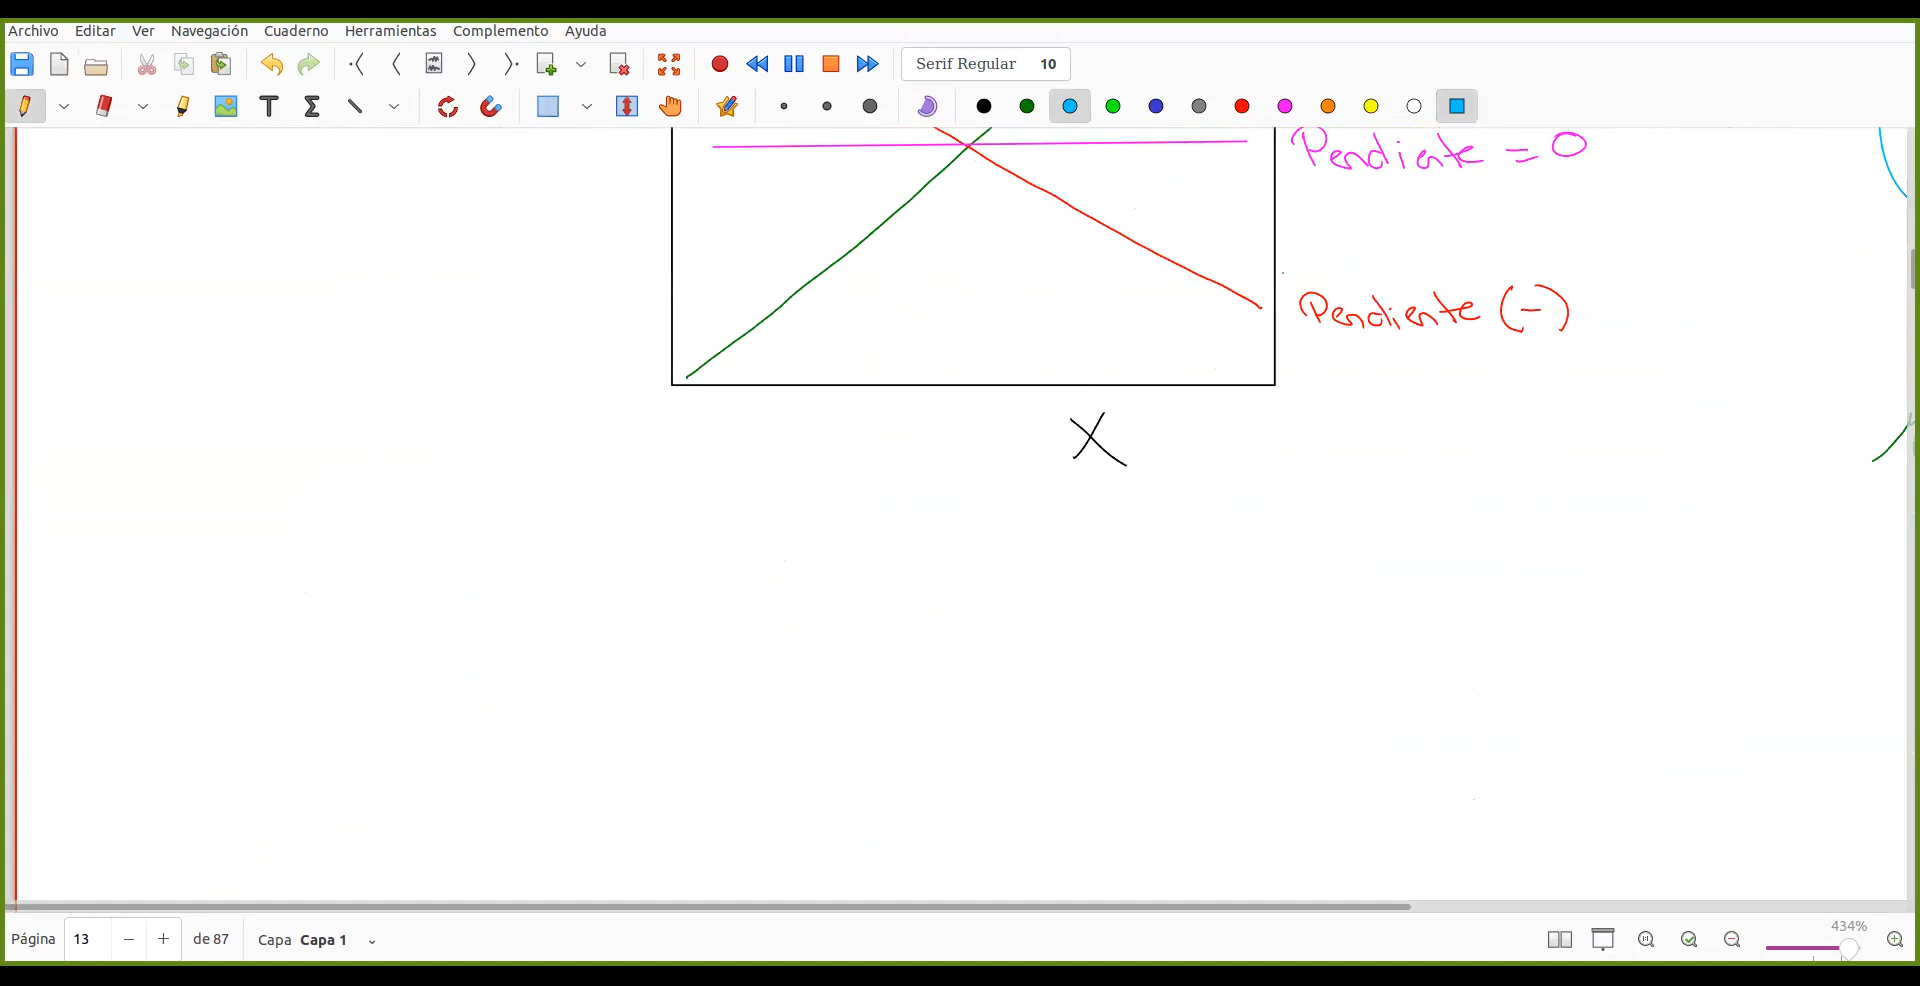 Archivo Editar Ver Navegación Cuaderno Herramientas Complemento Ayuda
Serif Regular 10
Pendiente = 0
Pendiente (-)
X
Página 13 de 87 Capa Capa 1
434%